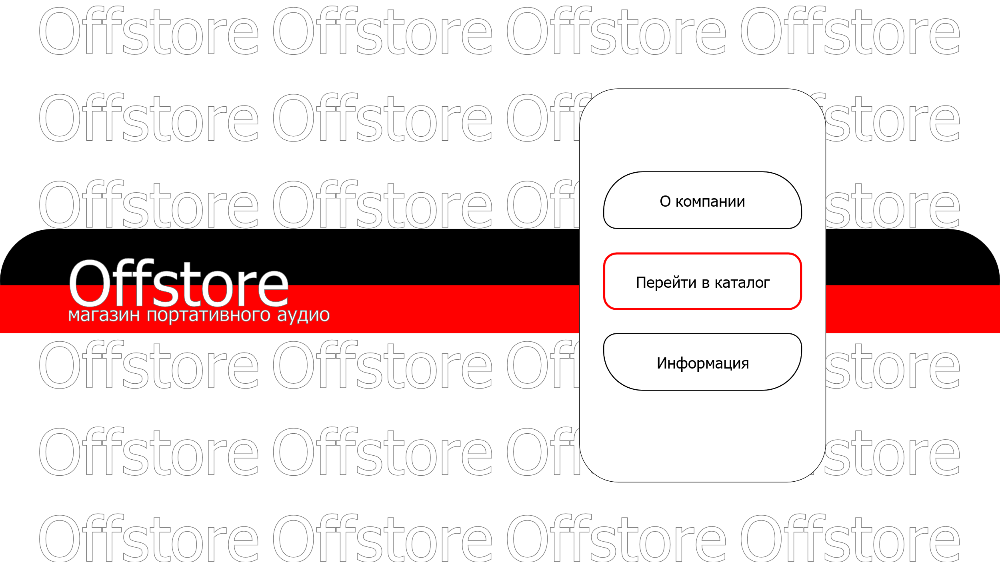 Offstore Offstore Offstore Offstore
Offstore Offstore Off store
Offstore Offstore Off store
Offstore
магазин портативного аудио
О компании
Перейти в каталог
Информация
Offstore Offstore Off store
Offstore Offstore Off store
Offstore Offstore Offstore Offstore